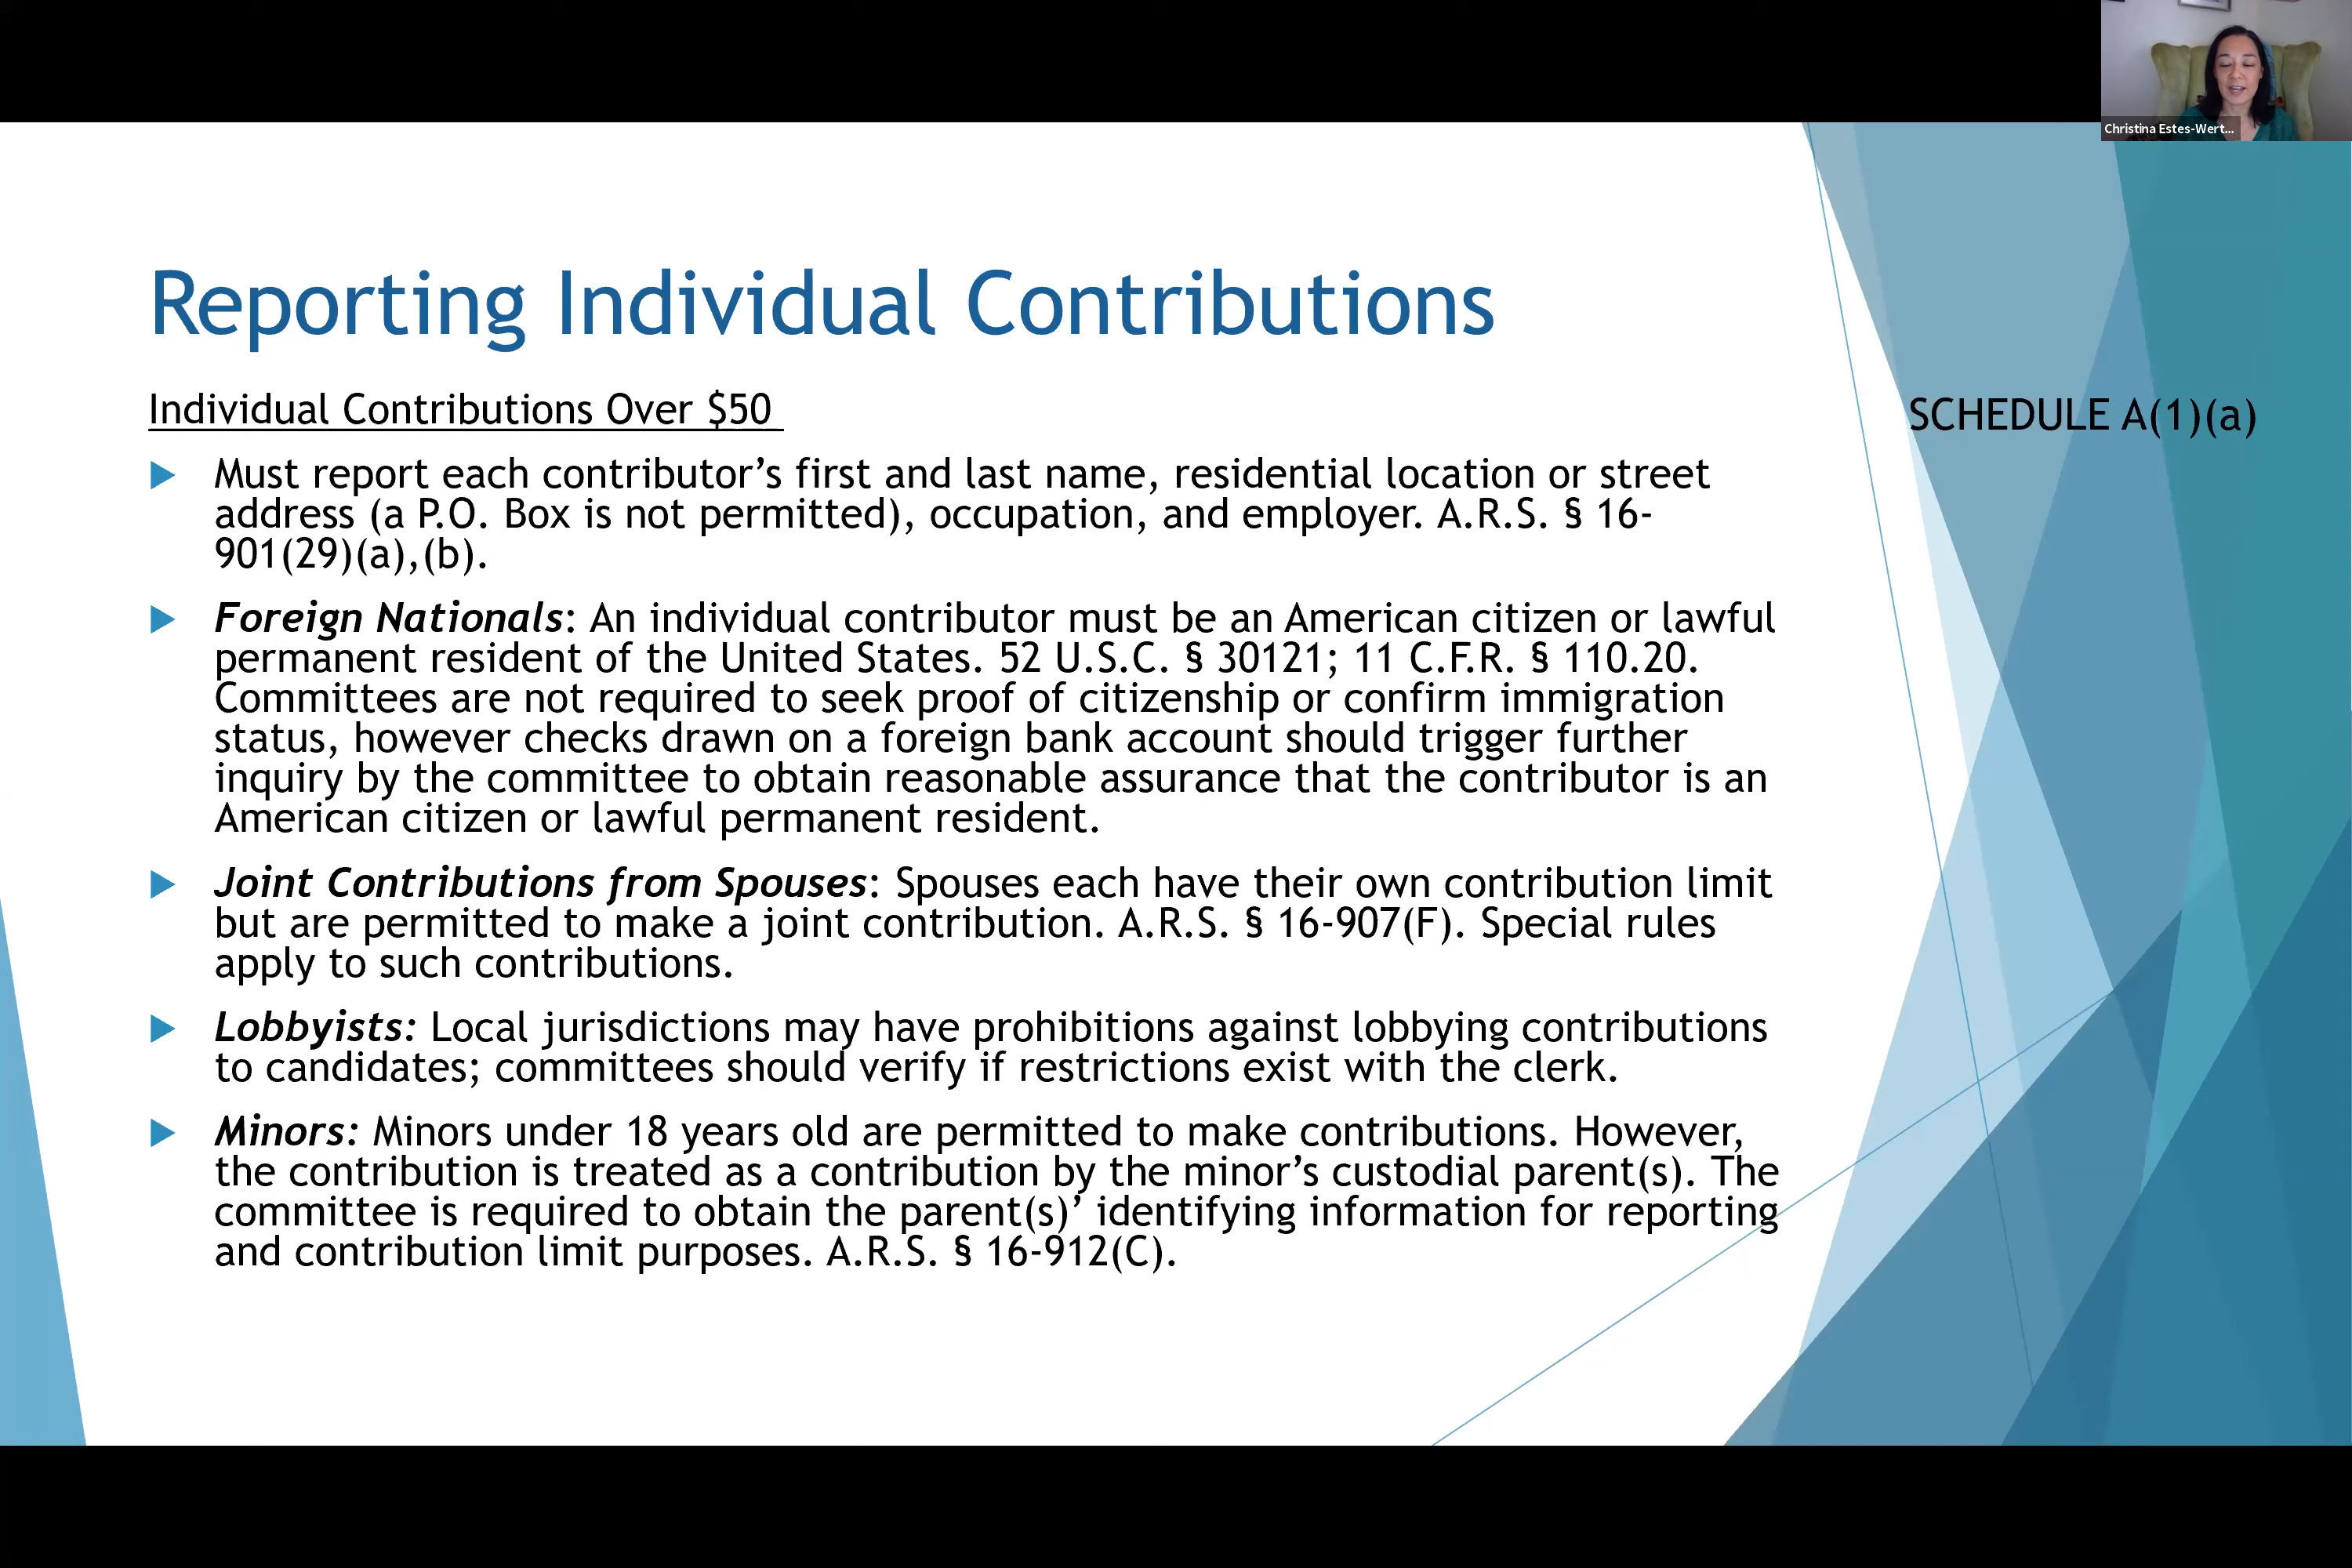 Christina Estes-Wert...
Reporting Individual Contributions
Individual Contributions Over $50
SCHEDULE A(1)(a)
Must report each contributor’s first and last name, residential location or street
address (a P.O. Box is not permitted), occupation, and employer. A.R.S. § 16-
901(29)(a),(b).
Foreign Nationals: An individual contributor must be an American citizen or lawful
permanent resident of the United States. 52 U.S.C. § 30121; 11 C.F.R. § 110.20.
Committees are not required to seek proof of citizenship or confirm immigration
status, however checks drawn on a foreign bank account should trigger further
inquiry by the committee to obtain reasonable assurance that the contributor is an
American citizen or lawful permanent resident.
Joint Contributions from Spouses: Spouses each have their own contribution limit
but are permitted to make a joint contribution. A.R.S. § 16-907(F). Special rules
apply to such contributions.
Lobbyists: Local jurisdictions may have prohibitions against lobbying contributions
to candidates; committees should verify if restrictions exist with the clerk.
Minors: Minors under 18 years old are permitted to make contributions. However,
the contribution is treated as a contribution by the minor’s custodial parent(s). The
committee is required to obtain the parent(s)’ identifying information for reporting
and contribution limit purposes. A.R.S. § 16-912(C).